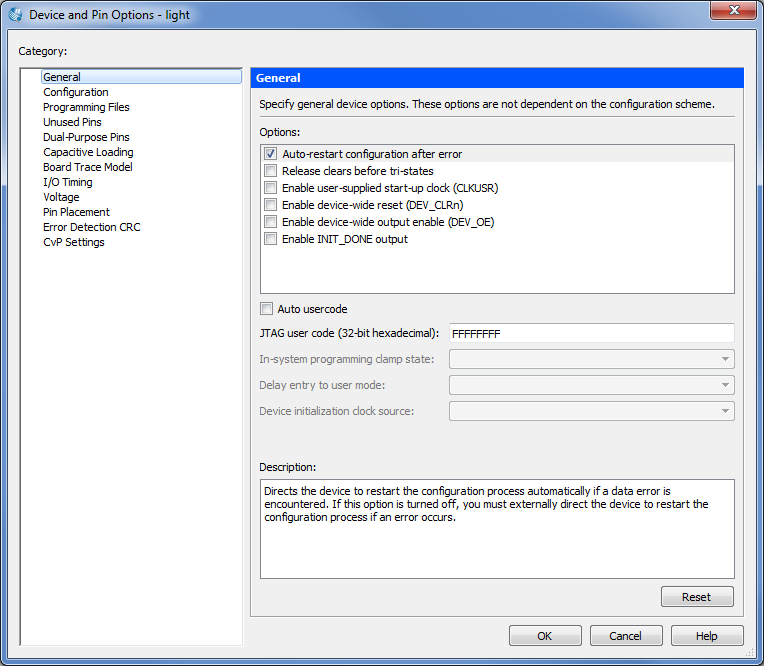 Device and Pin Options - light
Category:
General
Configuration
Programming Files
Unused Pins
Dual-Purpose Pins
Capacitive Loading
Board Trace Model
I/O Timing
Voltage
Pin Placement
Error Detection CRC
CvP Settings
General
Specify general device options. These options are not dependent on the configuration scheme.
Options:
Auto-restart configuration after error
Release clears before tri-states
Enable user-supplied start-up clock (CLKUSR)
Enable device-wide reset (DEV_CLRn)
Enable device-wide output enable (DEV_OE)
Enable INIT_DONE output
Auto usercode
JTAG user code (32-bit hexadecimal): FFFFFFFF
In-system programming clamp state:
Delay entry to user mode:
Device initialization clock source:
Description:
Directs the device to restart the configuration process automatically if a data error is
encountered. If this option is turned off, you must externally direct the device to restart the
configuration process if an error occurs.
Reset
OK Cancel Help